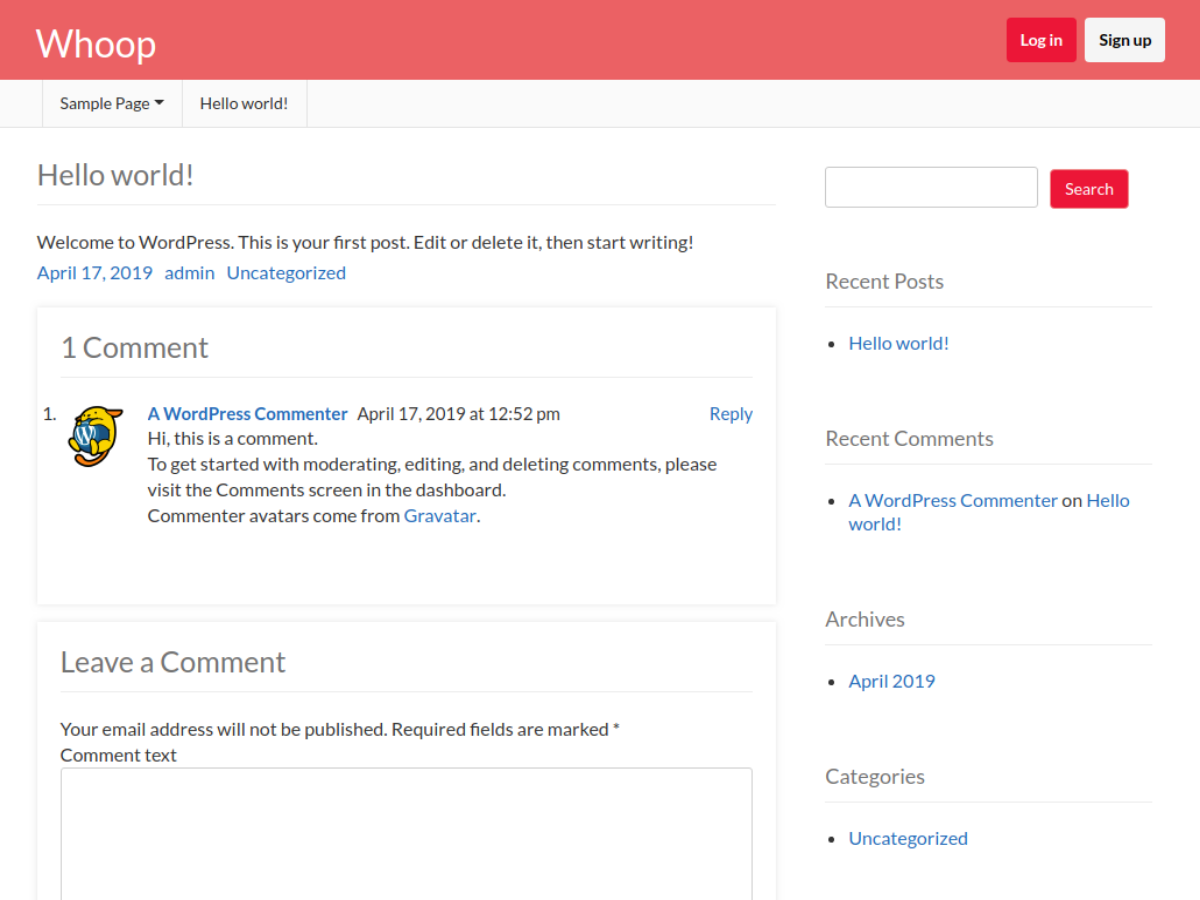 Whoop
Log in
Sign up
Sample Page
Hello world!
Hello world!
Welcome to WordPress. This is your first post. Edit or delete it, then start writing!
April 17, 2019 admin Uncategorized
1 Comment
1.
A WordPress Commenter April 17, 2019 at 12:52 pm
Reply
Hi, this is a comment.
To get started with moderating, editing, and deleting comments, please
visit the Comments screen in the dashboard.
Commenter avatars come from Gravatar.
Leave a Comment
Your email address will not be published. Required fields are marked *
Comment text
Search
Recent Posts
Hello world!
Recent Comments
A WordPress Commenter on Hello
world!
Archives
April 2019
Categories
Uncategorized